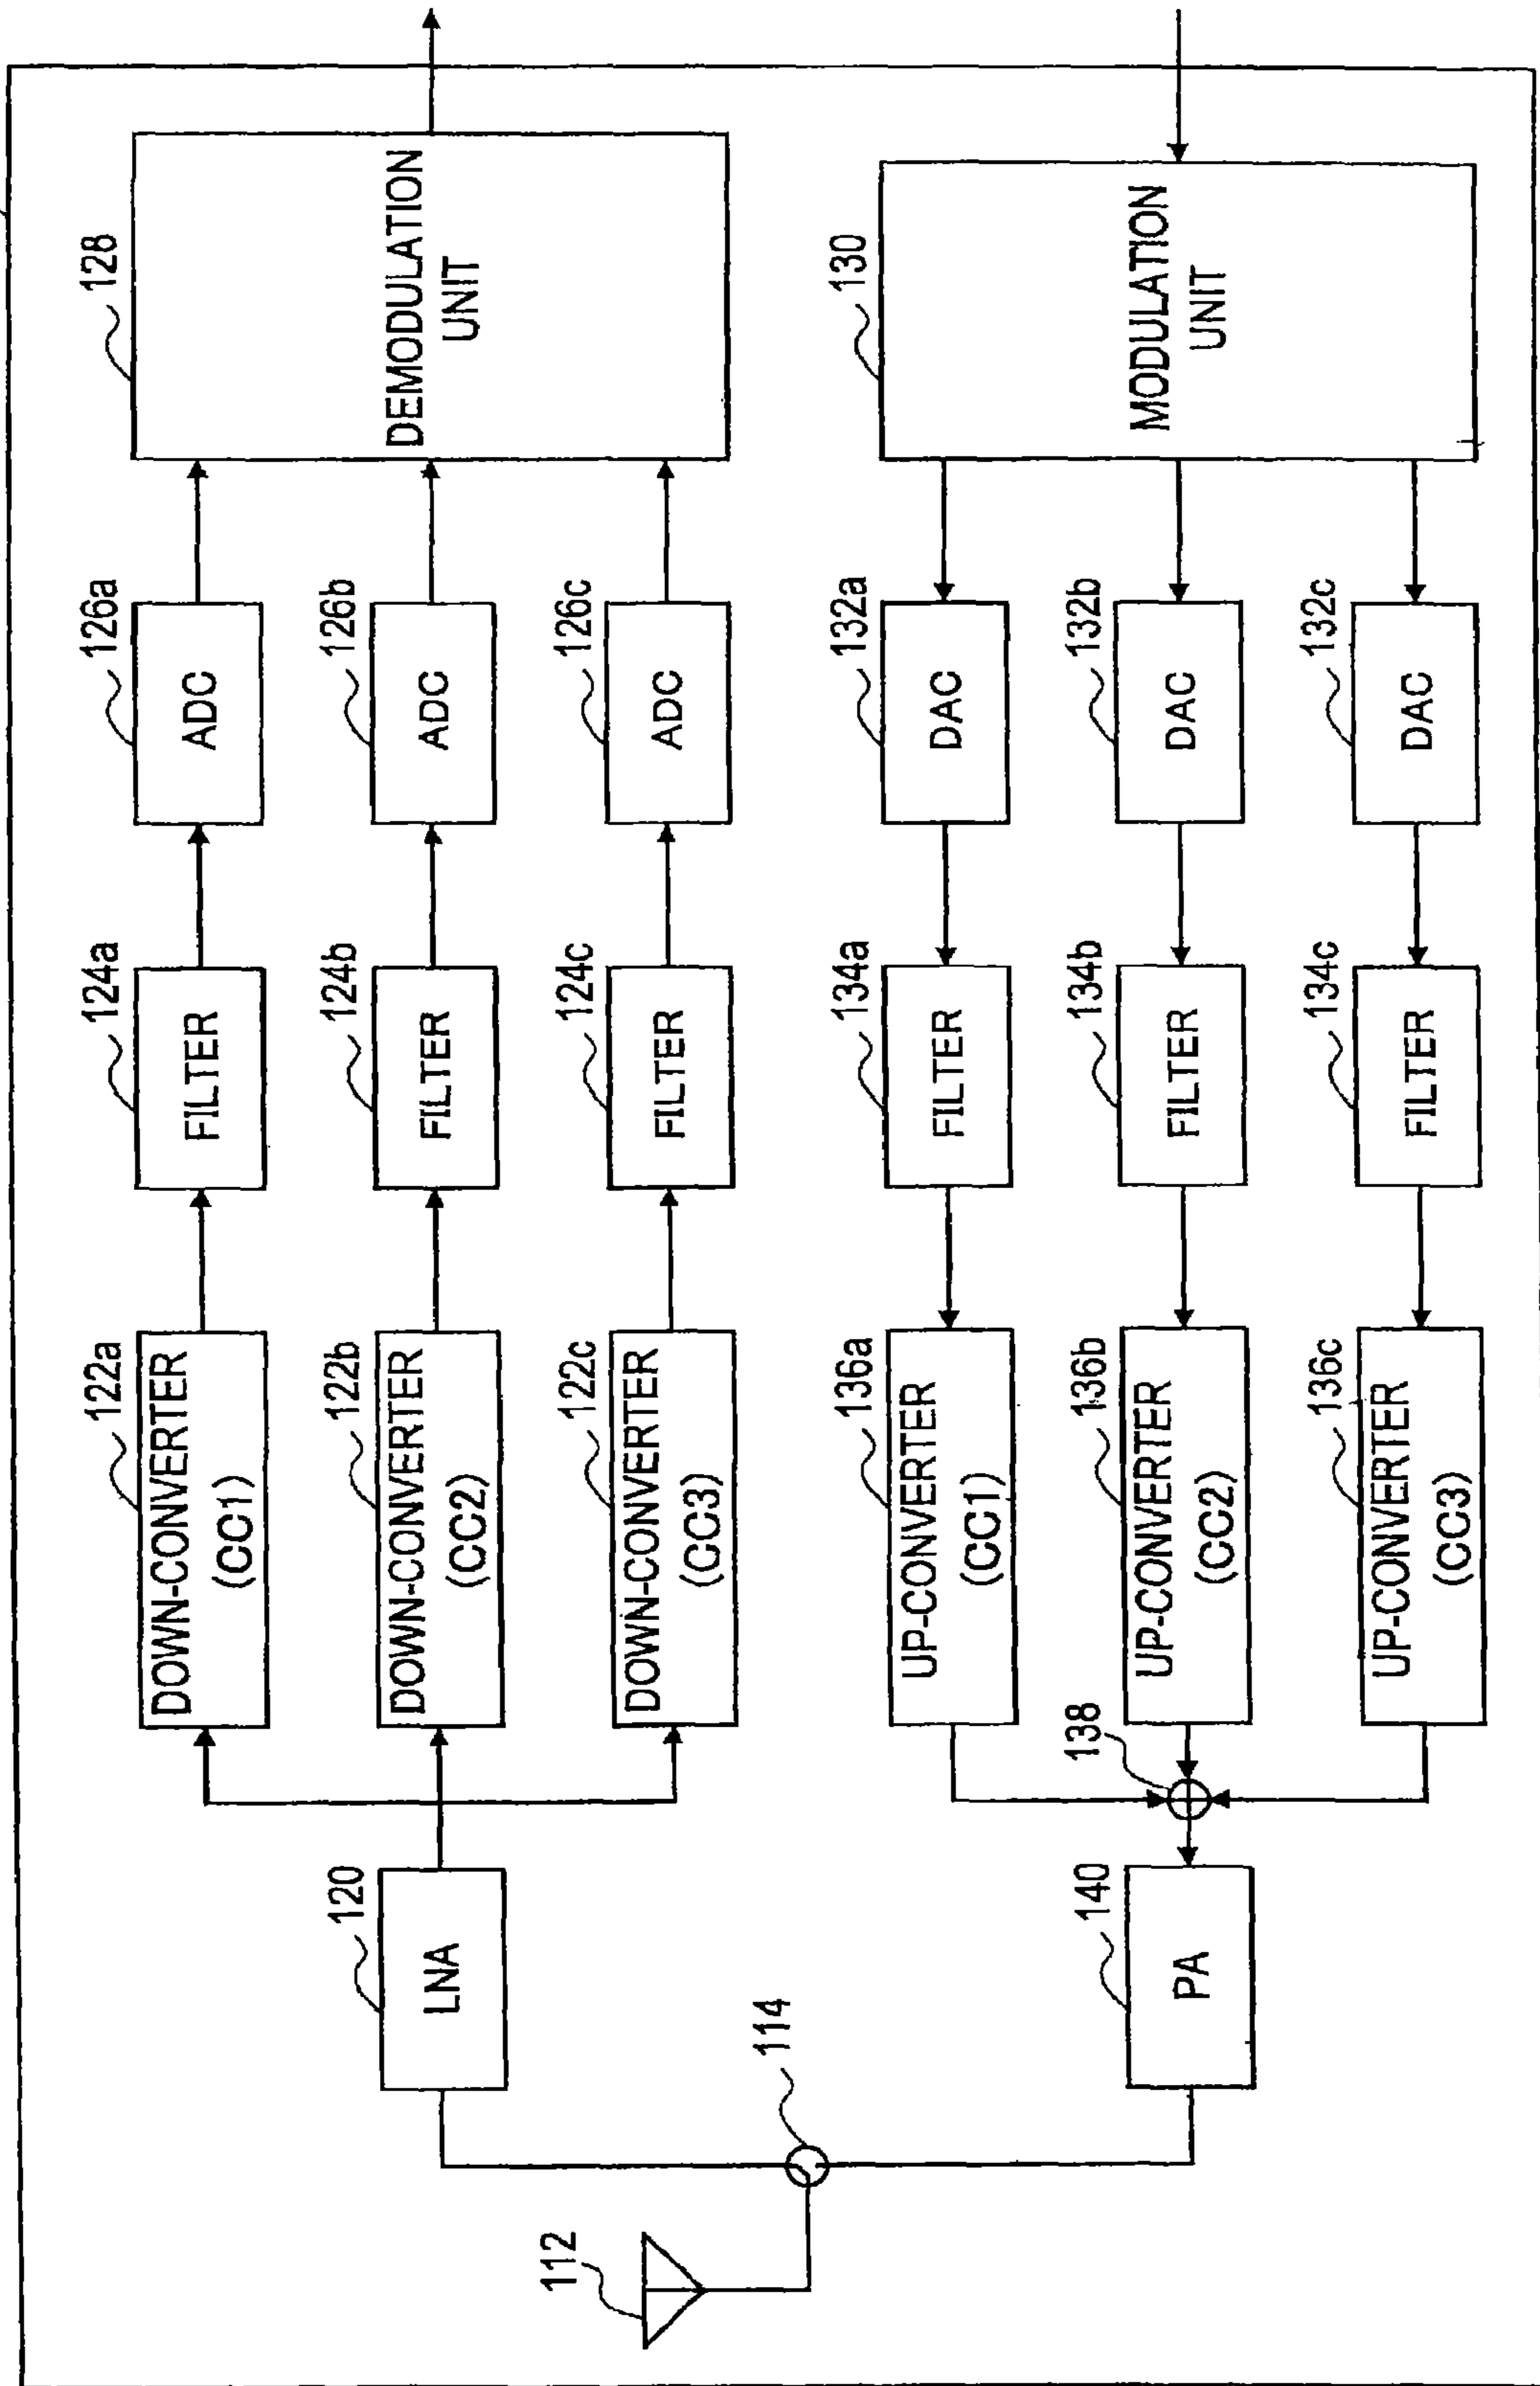 112
114
120
LNA
122a
DOWN-CONVERTER
(CC1)
124a
FILTER
126a
ADC
122b
DOWN-CONVERTER
(CC2)
124b
FILTER
126b
ADC
122c
DOWN-CONVERTER
(CC3)
124c
FILTER
126c
ADC
128
DEMODULATION
UNIT
140
PA
138
136a
UP-CONVERTER
(CC1)
134a
FILTER
132a
DAC
136b
UP-CONVERTER
(CC2)
134b
FILTER
132b
DAC
136c
UP-CONVERTER
(CC3)
134c
FILTER
132c
DAC
130
MODULATION
UNIT